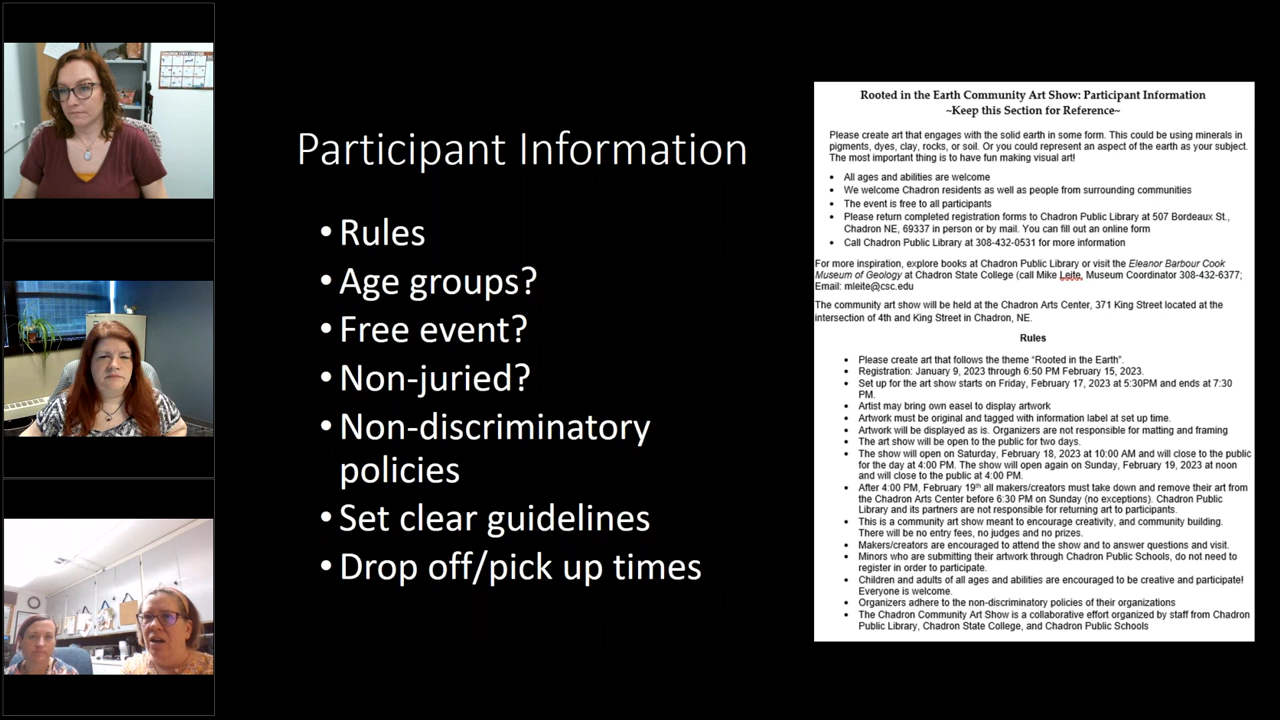 Participant Information
• Rules
• Age groups?
• Free event?
• Non-juried?
• Non-discriminatory
policies
• Set clear guidelines
• Drop off/pick up times
Rooted in the Earth Community Art Show: Participant Information
~Keep this Section for Reference~
Please create art that engages with the solid earth in some form. This could be using minerals in
pigments, dyes, clay, rocks, or soil. Or you could represent an aspect of the earth as your subject.
The most important thing is to have fun making visual art!
• All ages and abilities are welcome
• We welcome Chadron residents as well as people from surrounding communities
• The event is free to all participants
• Please return completed registration forms to Chadron Public Library at 507 Bordeaux St.,
Chadron NE, 69337 in person or by mail. You can fill out an online form
• Call Chadron Public Library at 308-432-0531 for more information
For more inspiration, explore books at Chadron Public Library or visit the Eleanor Barbour Cook
Museum of Geology at Chadron State College (call Mike Leite, Museum Coordinator 308-432-6377;
Email: mleite@csc.edu
The community art show will be held at the Chadron Arts Center, 371 King Street located at the
intersection of 4th and King Street in Chadron, NE.
Rules
• Please create art that follows the theme “Rooted in the Earth”.
• Registration: January 9, 2023 through 6:50 PM February 15, 2023.
• Set up for the art show starts on Friday, February 17, 2023 at 5:30PM and ends at 7:30
PM.
• Artist may bring own easel to display artwork
• Artwork must be original and tagged with information label at set up time.
• Artwork will be displayed as is. Organizers are not responsible for matting and framing
• The art show will be open to the public for two days.
• The show will open on Saturday, February 18, 2023 at 10:00 AM and will close to the public
for the day at 4:00 PM. The show will open again on Sunday, February 19, 2023 at noon
and will close to the public at 4:00 PM.
• After 4:00 PM, February 19th all makers/creators must take down and remove their art from
the Chadron Arts Center before 6:30 PM on Sunday (no exceptions). Chadron Public
Library and its partners are not responsible for returning art to participants.
• This is a community art show meant to encourage creativity, and community building.
There will be no entry fees, no judges and no prizes.
• Makers/creators are encouraged to attend the show and to answer questions and visit.
• Minors who are submitting their artwork through Chadron Public Schools, do not need to
register in order to participate.
• Children and adults of all ages and abilities are encouraged to be creative and participate!
Everyone is welcome.
• Organizers adhere to the non-discriminatory policies of their organizations
• The Chadron Community Art Show is a collaborative effort organized by staff from Chadron
Public Library, Chadron State College, and Chadron Public Schools